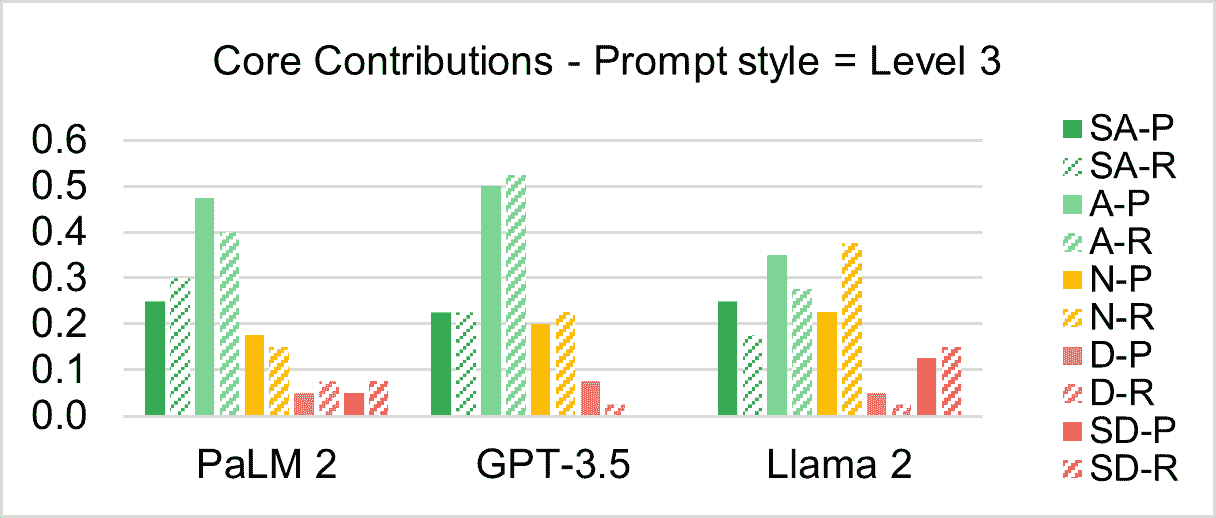 Core Contributions - Prompt style = Level 3
0.6
0.5
0.4
0.3
0.2
0.1
0.0
PaLM 2
GPT-3.5
Llama 2
SA-P
SA-R
A-P
A-R
N-P
N-R
D-P
D-R
SD-P
SD-R